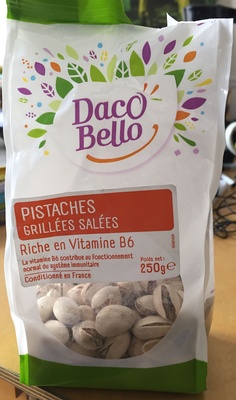 Daco
Bello
PISTACHES
GRILLÉES SALÉES
Riche en Vitamine B6
La vitamine B6 contribue au fonctionnement
normal du système immunitaire
Conditionné en France
Poids net :
250g e